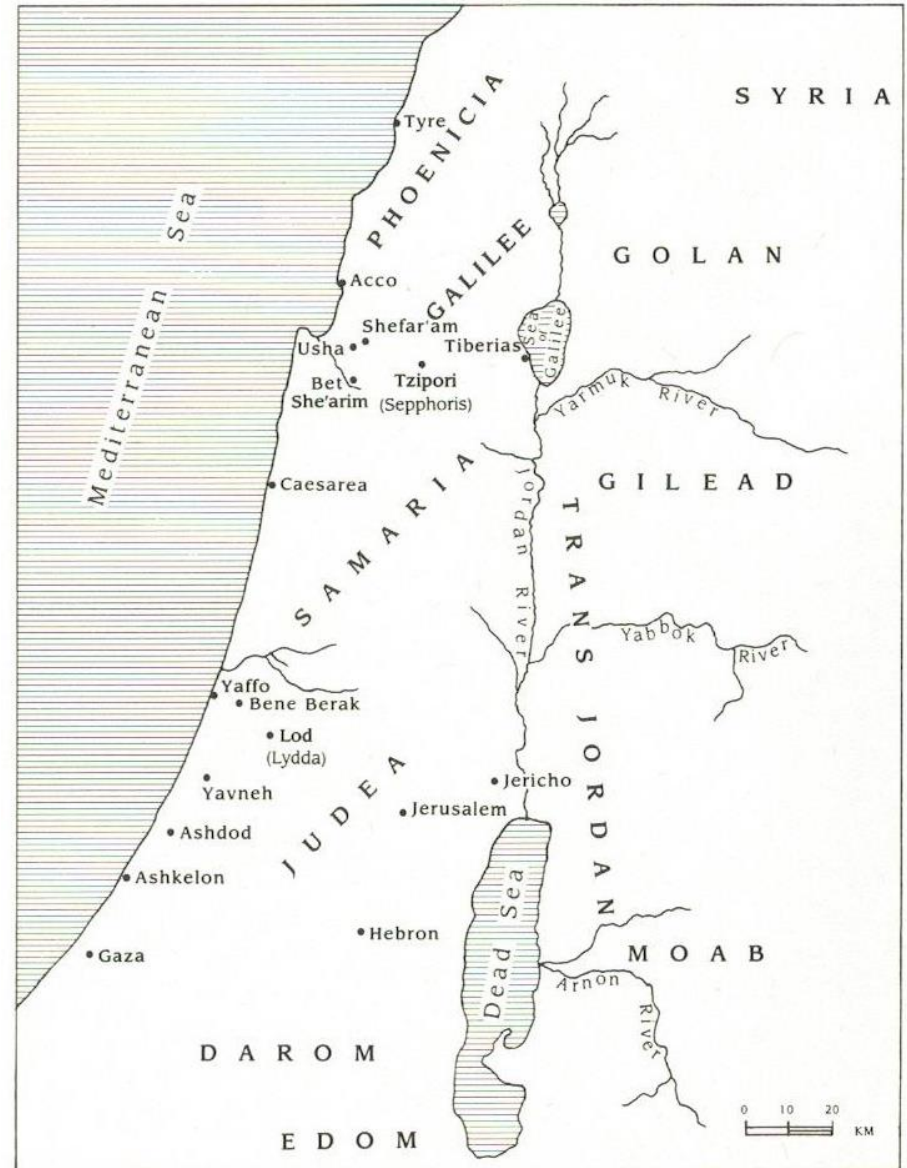 SYRIA
Tyre
PHOENICIA
Mediterranean Sea
GOLAN
GALILEE
Acco
Shefar'am
Usha
Tiberias
Sea of Galilee
Bet She'arim
Tzipori
(Sepphoris)
Yarmuk River
Caesarea
SAMARIA
GILEAD
Jordan River
TRANS JORDAN
Yabbok River
Yaffo
Bene Berak
Lod
(Lydda)
Yavneh
JUDEA
Jericho
Jerusalem
Ashdod
Ashkelon
Dead Sea
Hebron
Gaza
MOAB
Arnon River
DAROM
EDOM
0 10 20
KM